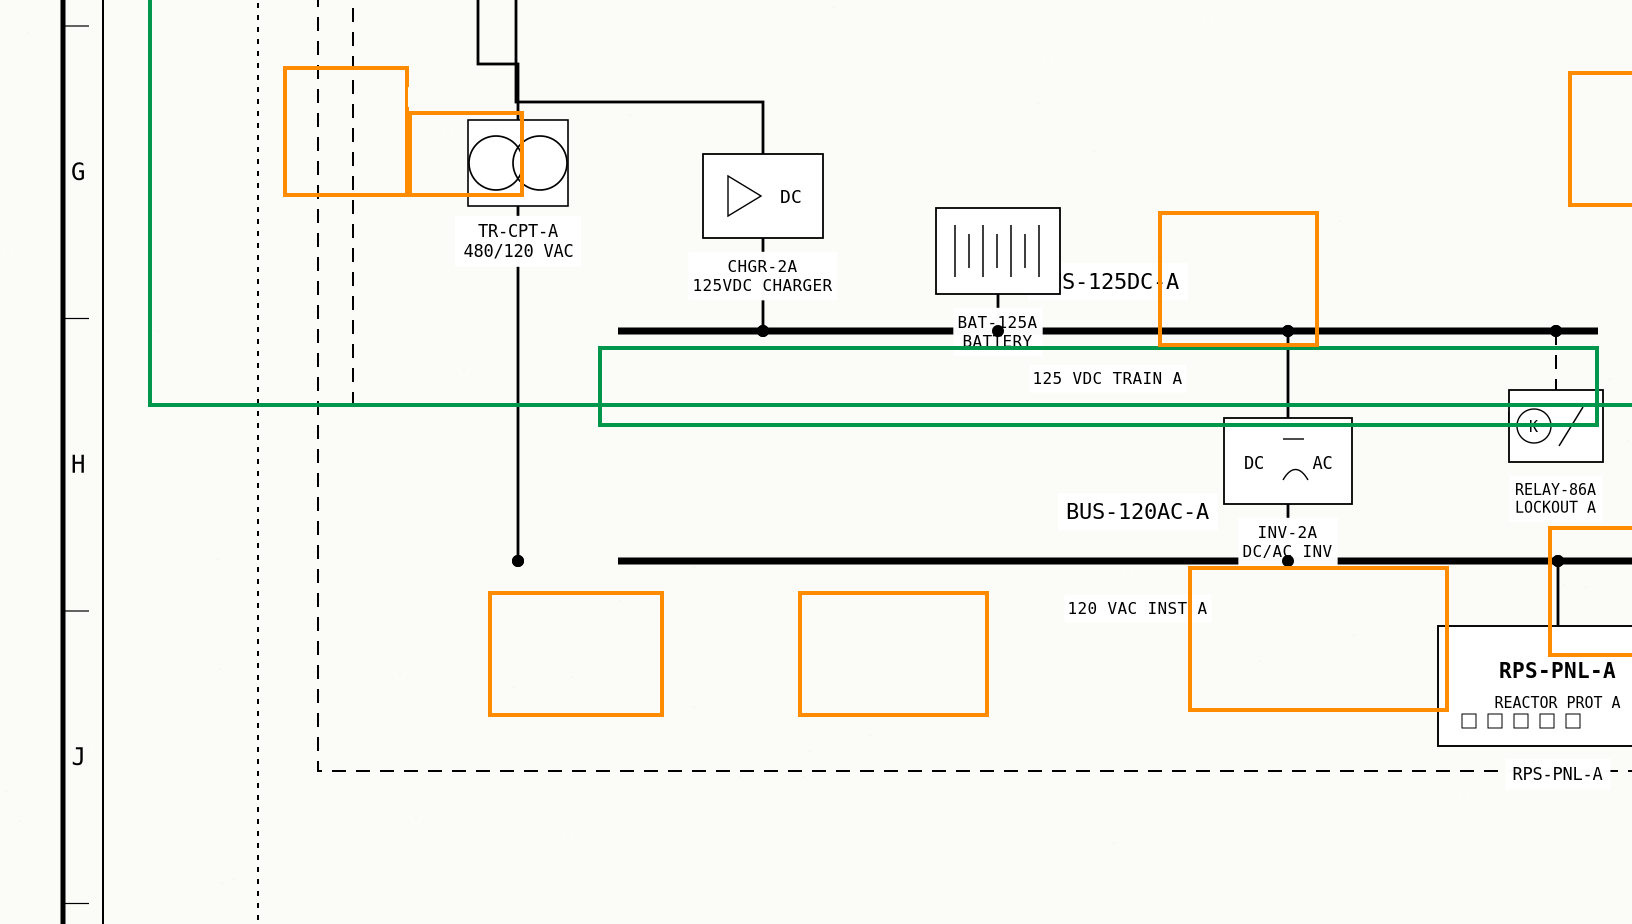 G
TR-CPT-A
480/120 VAC
DC
CHGR-2A
125VDC CHARGER
S-125DC-A
BAT-125A
BATTERY
125 VDC TRAIN A
K
RELAY-86A
LOCKOUT A
H
DC AC
BUS-120AC-A
INV-2A
DC/AC INV
120 VAC INST A
RPS-PNL-A
REACTOR PROT A
J
RPS-PNL-A